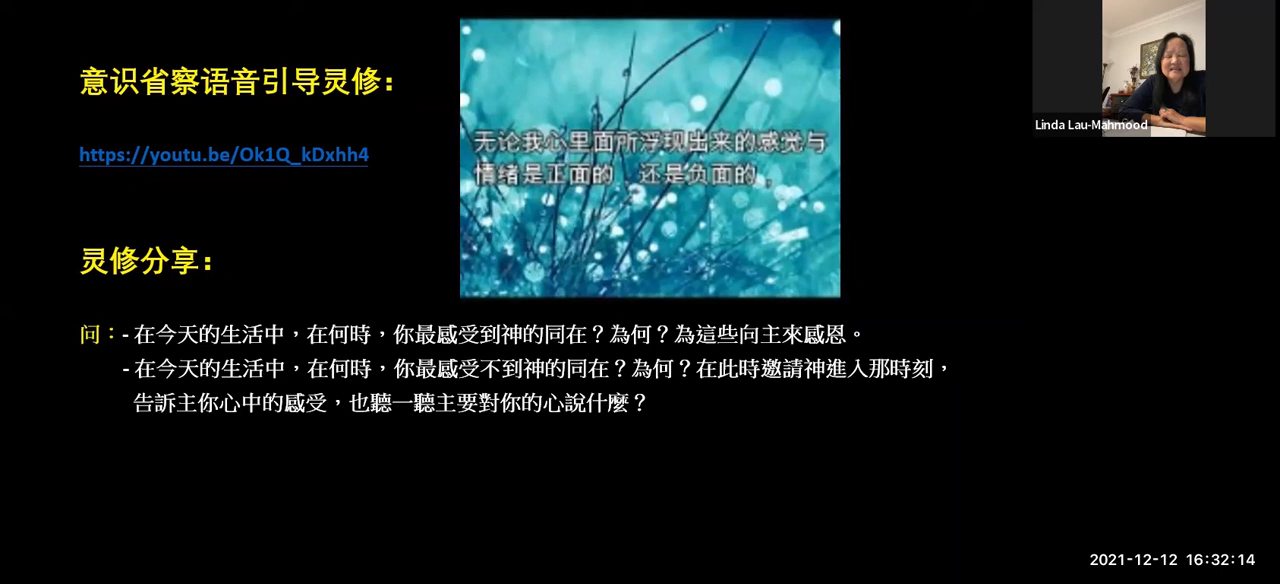 意识省察语音引导灵修：
https://youtu.be/Ok1Q_kDxhh4
无论我心里面所浮现出来的感觉与
情绪是正面的，还是负面的，
Linda Lau-Mahmood
灵修分享：
问：- 在今天的生活中，在何時，你最感受到神的同在？為何？為這些向主來感恩。
- 在今天的生活中，在何時，你最感受不到神的同在？為何？在此時邀請神進入那時刻，
告訴主你心中的感受，也聽一聽主要對你的心說什麼？
2021-12-12 16:32:14